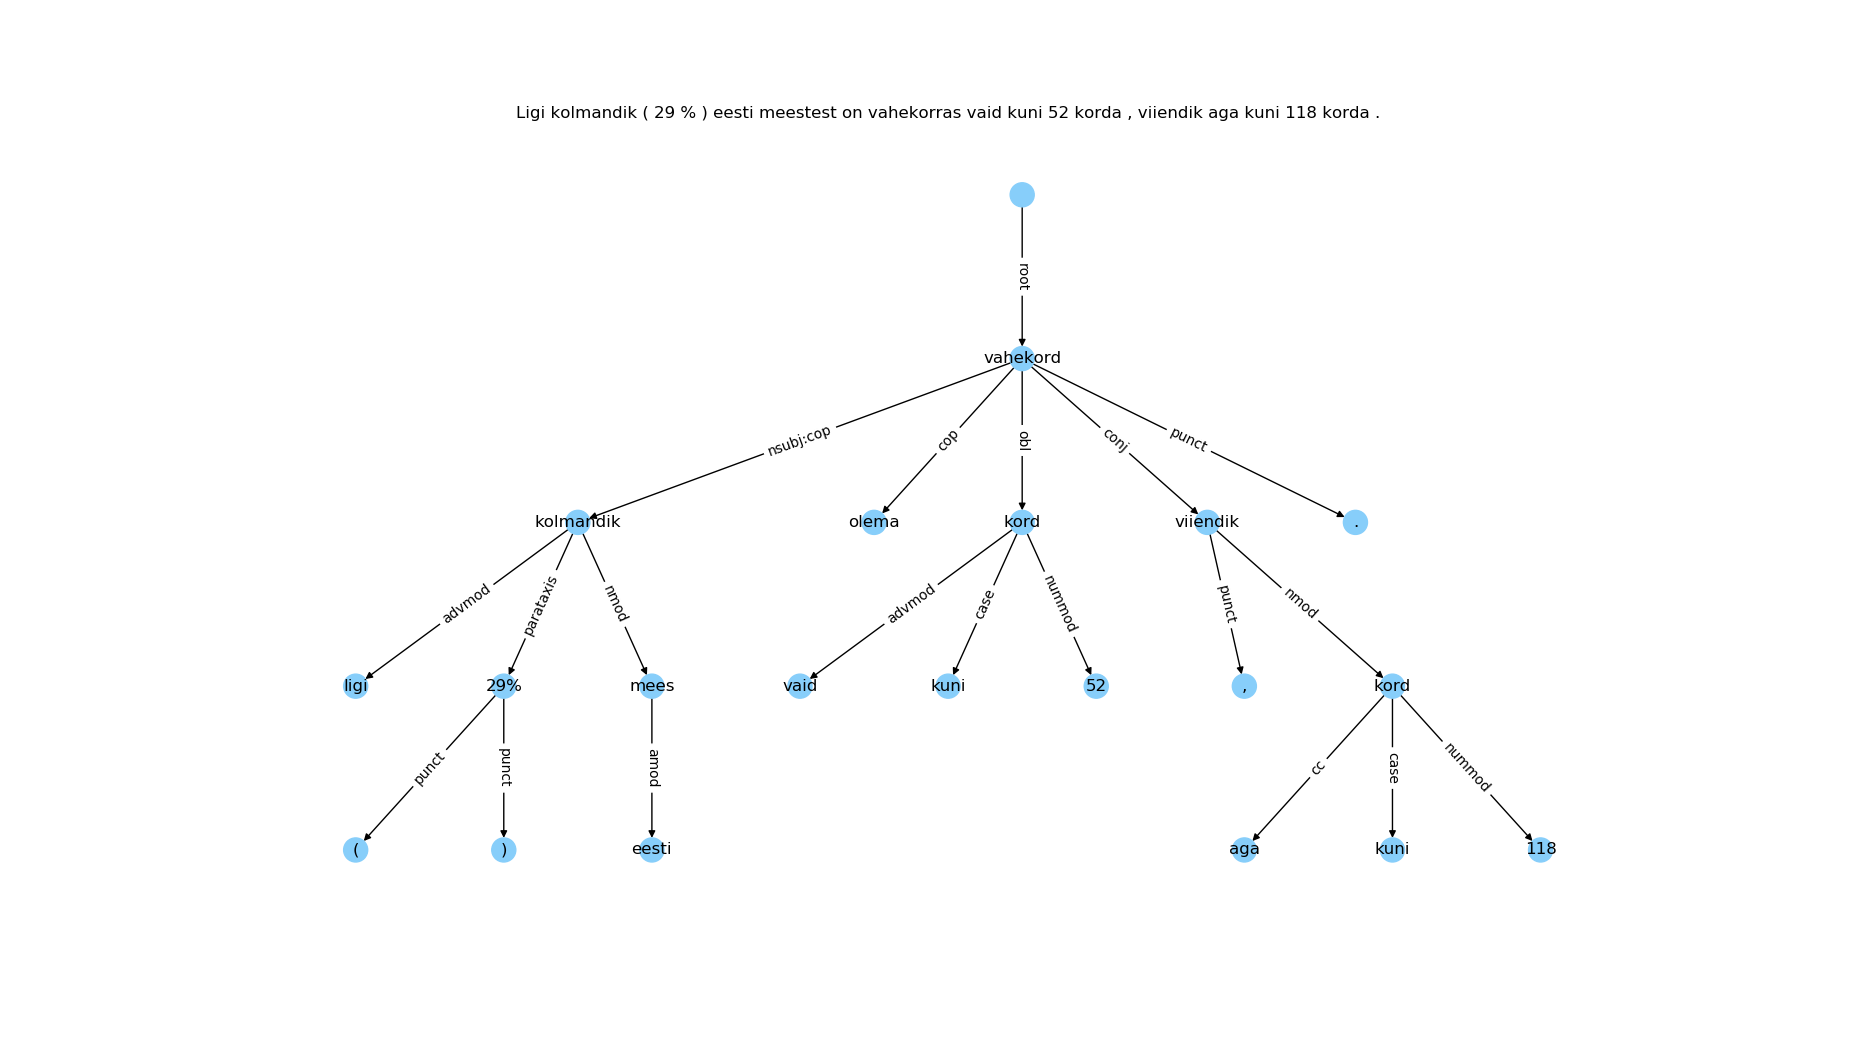 Ligi kolmandik ( 29 % ) eesti meestest on vahekorras vaid kuni 52 korda , viiendik aga kuni 118 korda .
root
vahekord
nsubj:cop cop obl conj punct
kolmandik olema kord viiendik .
advmod parataxis nmod advmod case nummod punct nmod
ligi 29% mees vaid kuni 52 , kord
punct punct amod cc case nummod
( ) eesti aga kuni 118